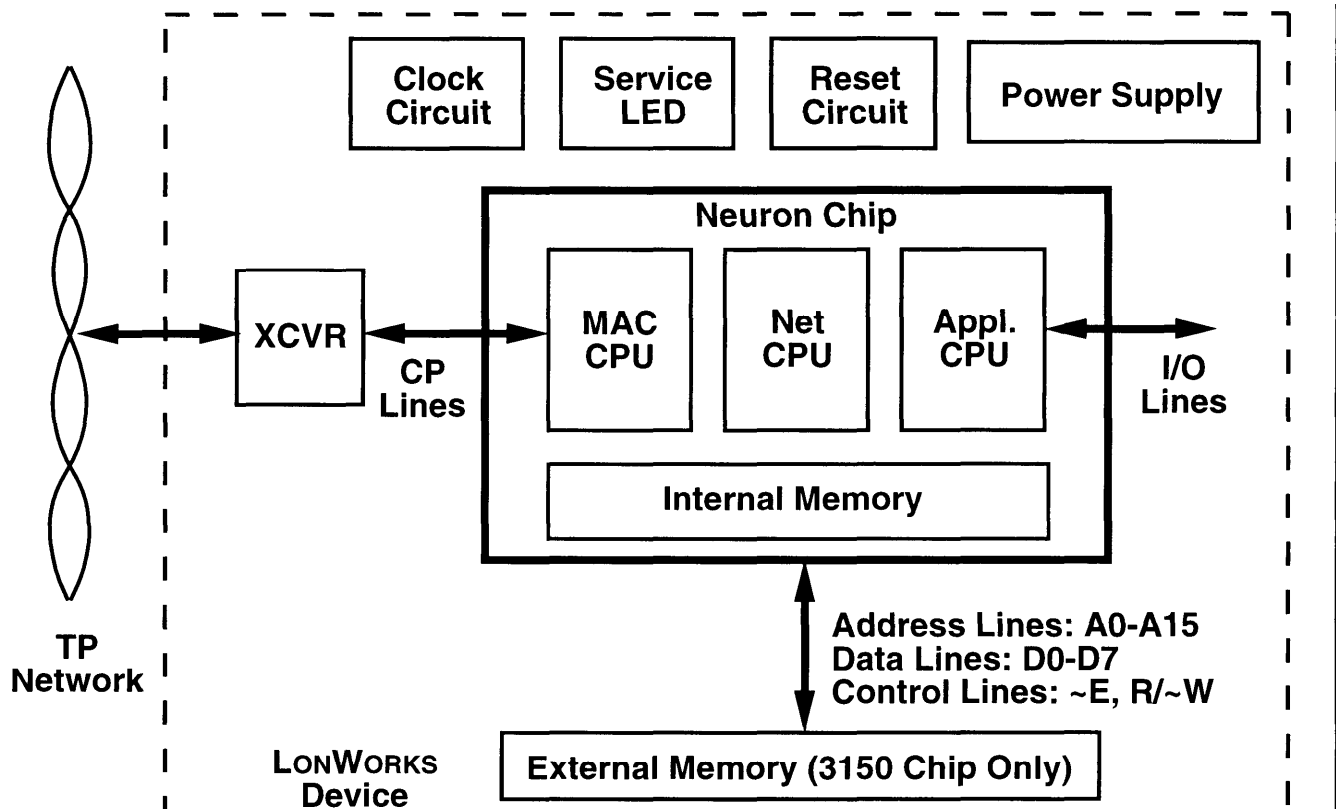 Clock
Circuit
Service
LED
Reset
Circuit
Power Supply
Neuron Chip
XCVR
CP
Lines
MAC
CPU
Net
CPU
Appl.
CPU
I/O
Lines
Internal Memory
TP
Network
Address Lines: A0-A15
Data Lines: D0-D7
Control Lines: ~E, R/~W
LONWORKS
Device
External Memory (3150 Chip Only)